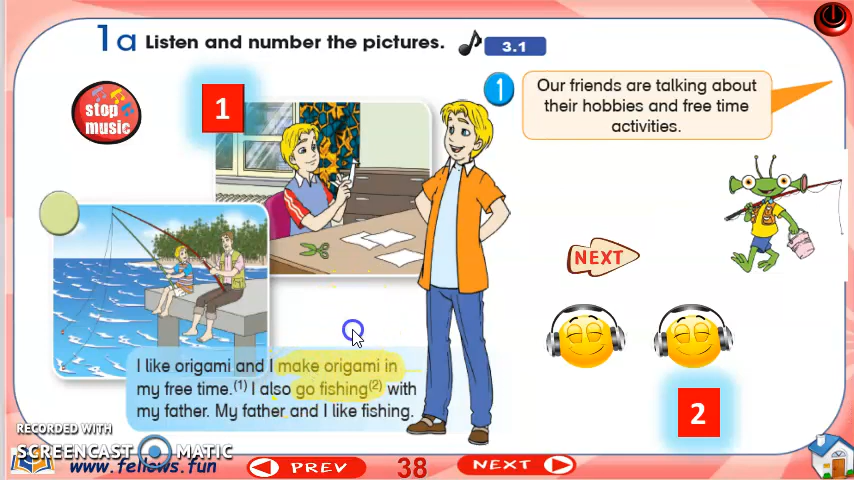 1a Listen and number the pictures. 3.1
stop
music
1
1
Our friends are talking about
their hobbies and free time
activities.
NEXT
I like origami and I make origami in
my free time.(1) I also go fishing(2) with
my father. My father and I like fishing.
2
RECORDED WITH
SCREENCAST MATIC
www.fellows.fun
PREV 38 NEXT